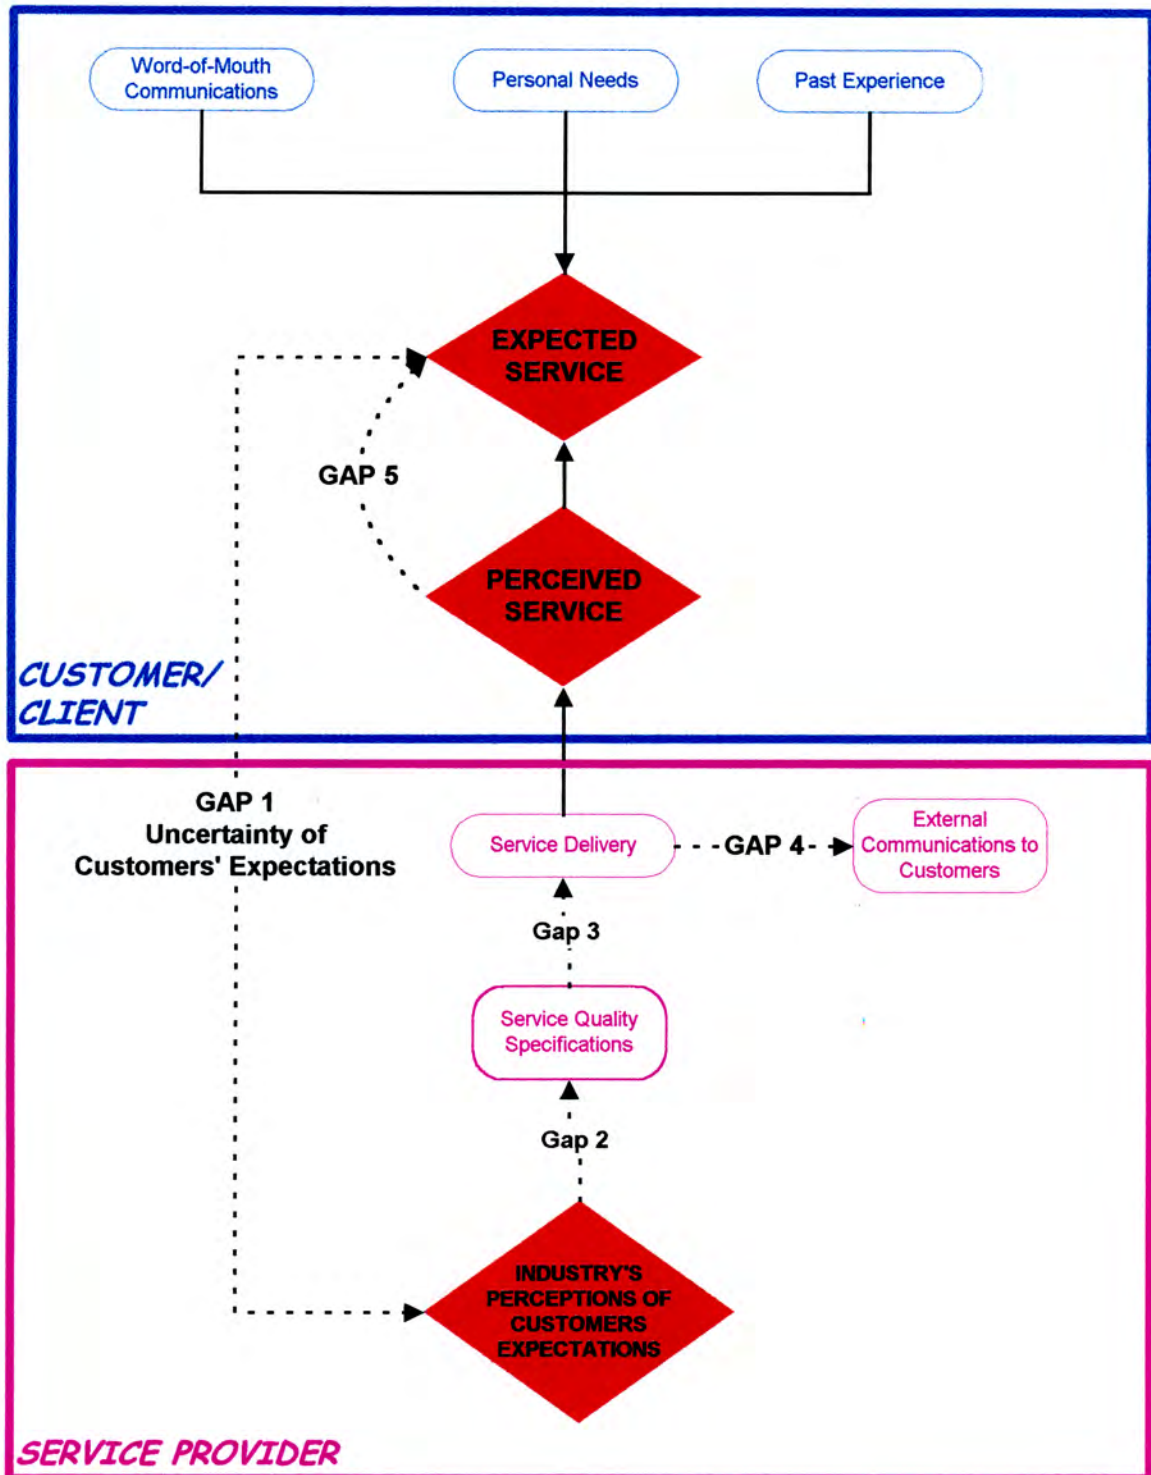 Word-of-Mouth
Communications
Personal Needs
Past Experience
EXPECTED
SERVICE
GAP 5
PERCEIVED
SERVICE
CUSTOMER/
CLIENT
GAP 1
Uncertainty of
Customers' Expectations
Service Delivery
GAP 4
External
Communications to
Customers
Gap 3
Service Quality
Specifications
Gap 2
INDUSTRY'S
PERCEPTIONS OF
CUSTOMERS
EXPECTATIONS
SERVICE PROVIDER